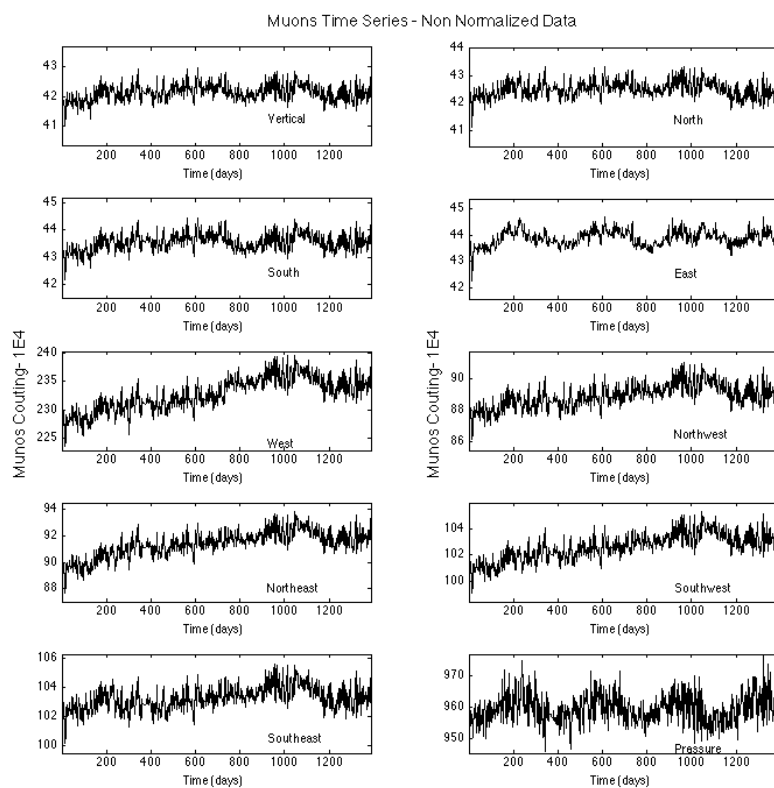 Muons Time Series - Non Normalized Data
43
42
41
Vertical
200 400 600 800 1000 1200
Time (days)
44
43
42
41
North
200 400 600 800 1000 1200
Time (days)
45
44
43
42
South
200 400 600 800 1000 1200
Time (days)
45
44
43
42
East
200 400 600 800 1000 1200
Time (days)
Munos Couting- 1E4
240
235
230
225
West
200 400 600 800 1000 1200
Time (days)
Munos Couting- 1E4
90
88
86
Northwest
200 400 600 800 1000 1200
Time (days)
94
92
90
88
Northeast
200 400 600 800 1000 1200
Time (days)
104
102
100
Southwest
200 400 600 800 1000 1200
Time (days)
106
104
102
100
Southeast
200 400 600 800 1000 1200
Time (days)
970
960
950
Pressure
200 400 600 800 1000 1200
Time (days)